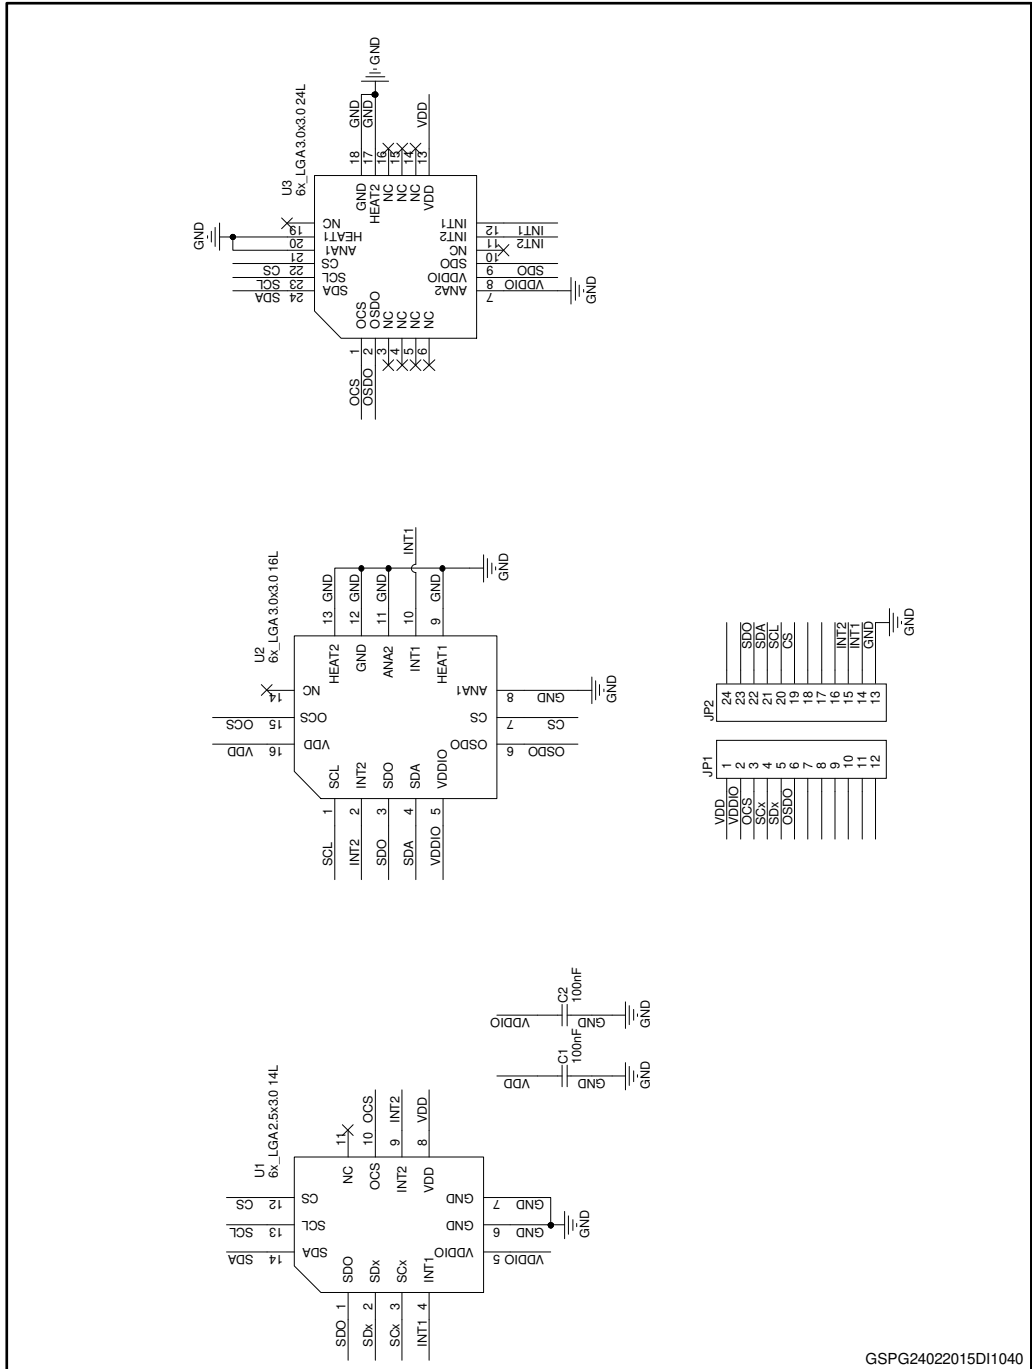 GND
GND
GND
VDD
18
17
16
15
14
13
GND
HEAT2
NC
NC
NC
VDD
U3
6x_LGA 3.0x3.0 24L
GND
19 NC
20 HEAT1
21 ANA1
CS 22 CS
SCL 23 SCL
SDA 24 SDA
INT1 12 INT1
INT2 11 INT2
NC 10
SDO 9 SDO
VDDIO 8 VDDIO
ANA2 7
GND
OCS
OSDO
NC
NC
NC
NC
1
2
3
4
5
6
OCS
OSDO
U2
6x_LGA 3.0x3.0 16L
INT1
13 GND
12 GND
11 GND
10
9 GND
GND
HEAT2
GND
ANA2
INT1
HEAT1
14 NC
OCS 15 OCS
VDD 16 VDD
ANA1 8 GND
GND
CS 7 CS
OSDO 6 OSDO
SCL
INT2
SDO
SDA
VDDIO
1
2
3
4
5
SCL
INT2
SDO
SDA
VDDIO
JP2
24
23 SDO
22 SDA
21 SCL
20 CS
19
18
17
16 INT2
15 INT1
14 GND
13
GND
JP1
VDD 1
VDDIO 2
OCS 3
SCx 4
SDx 5
OSDO 6
7
8
9
10
11
12
VDDIO
C2
100nF
GND
GND
VDD
C1
100nF
GND
GND
U1
6x_LGA 2.5x3.0 14L
11
10 OCS
9 INT2
8 VDD
NC
OCS
INT2
VDD
CS 12 CS
SCL 13 SCL
SDA 14 SDA
GND 7 GND
GND 6 GND
GND
VDDIO 5 VDDIO
SDO
SDx
SCx
INT1
SDO 1
SDx 2
SCx 3
INT1 4
GSPG24022015DI1040